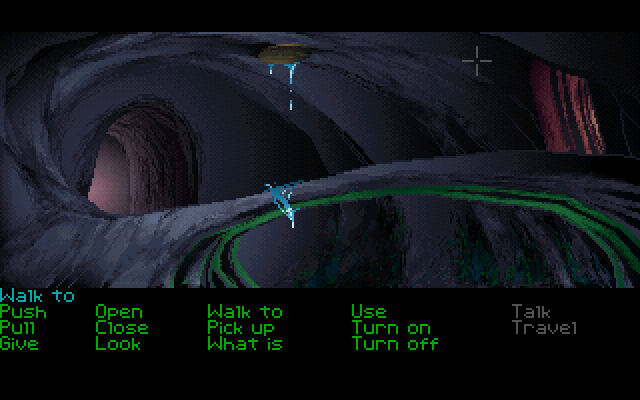 Walk to
Push Open Walk to Use Talk
Pull Close Pick up Turn on Travel
Give Look What is Turn off